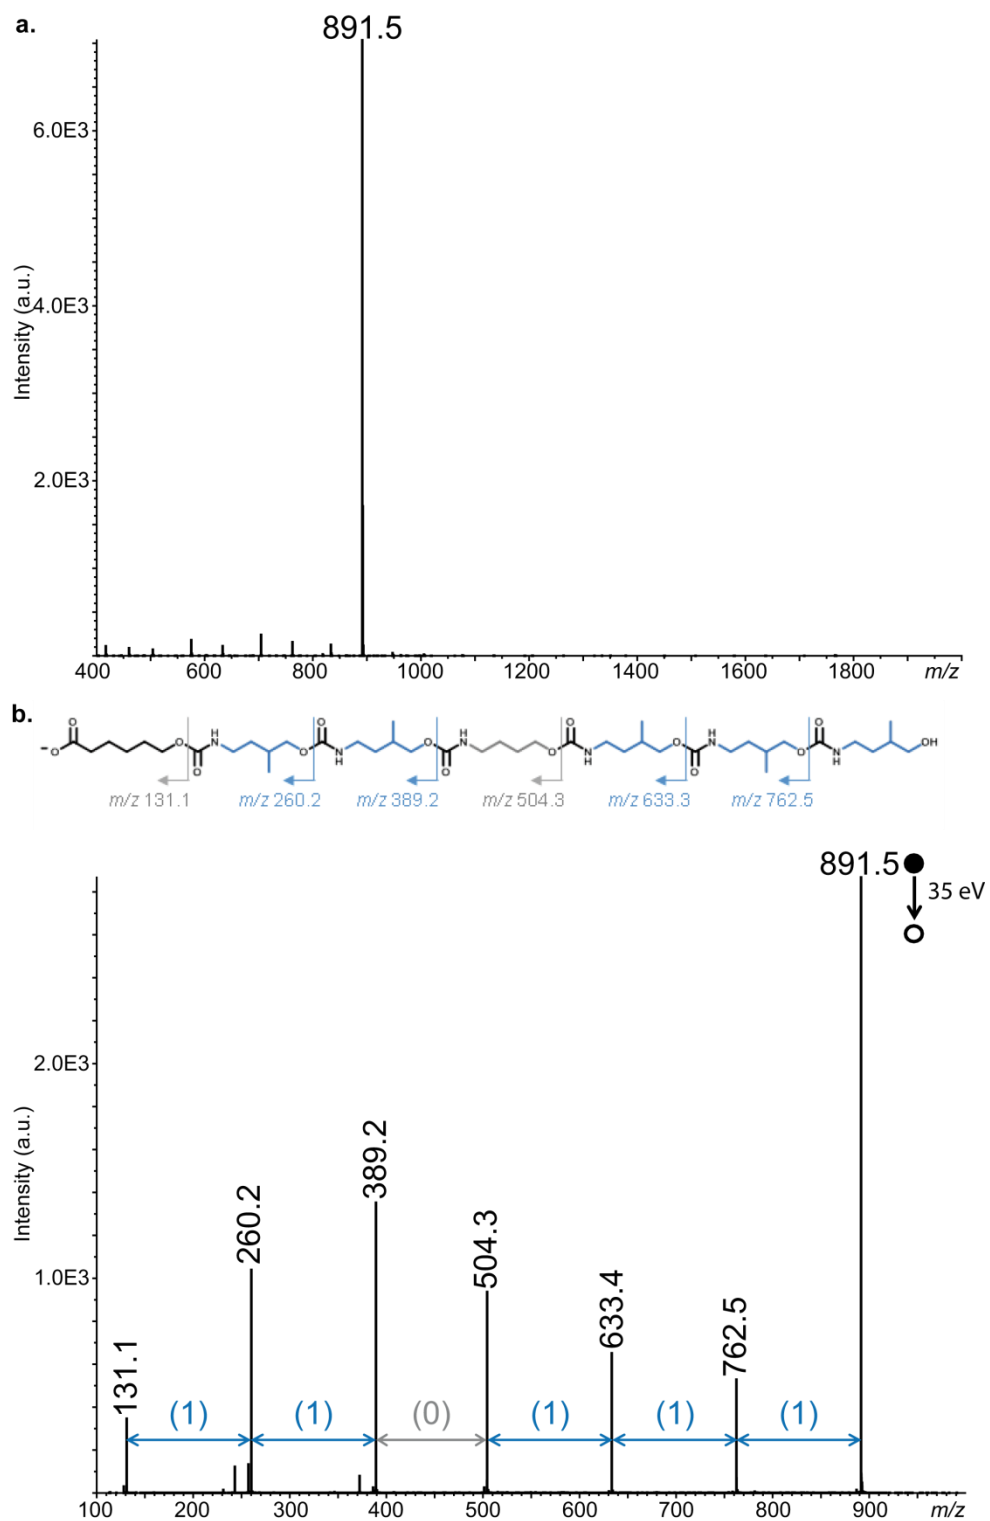 a.
891.5
6.0E3
4.0E3
2.0E3
Intensity (a.u.)
400 600 800 1000 1200 1400 1600 1800 m/z
b.
O O O O O O O
H H H H H H
N N N N N N
-O O O O O O O OH
m/z 131.1 m/z 260.2 m/z 389.2 m/z 504.3 m/z 633.3 m/z 762.5
891.5
35 eV
2.0E3
1.0E3
Intensity (a.u.)
131.1 260.2 389.2 504.3 633.4 762.5
(1) (1) (0) (1) (1) (1)
100 200 300 400 500 600 700 800 900 m/z